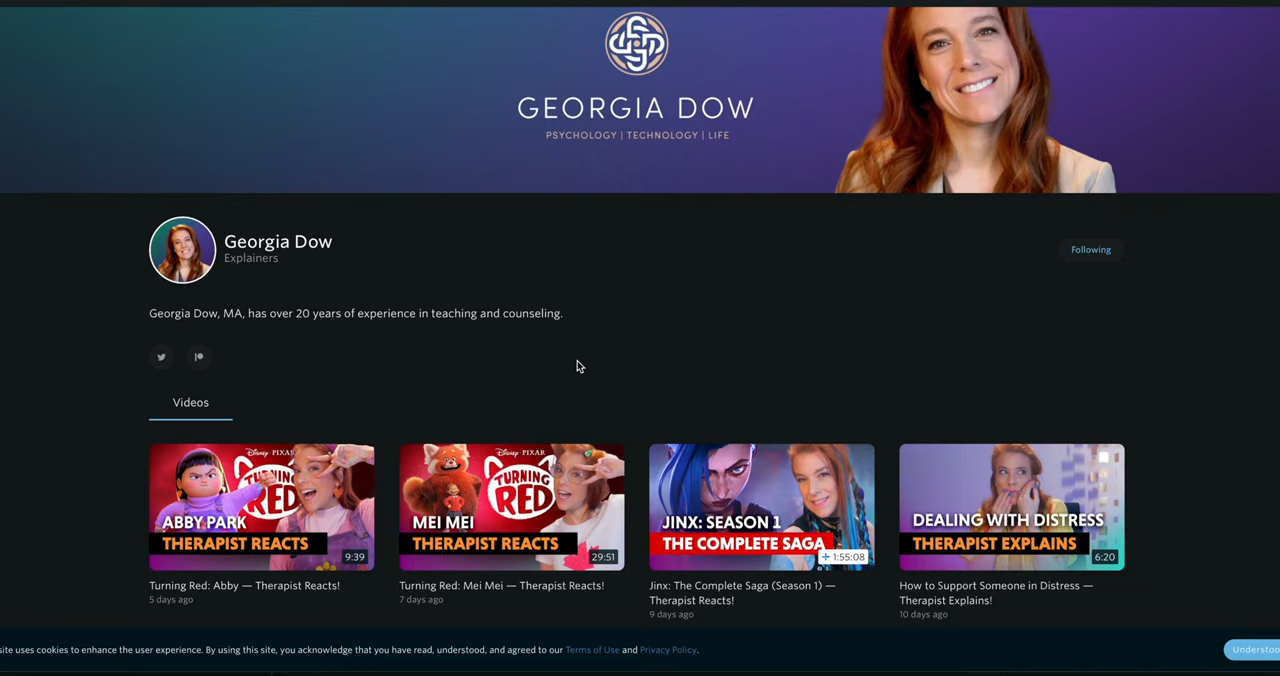 GEORGIA DOW
PSYCHOLOGY | TECHNOLOGY | LIFE
Georgia Dow
Explainers
Following
Georgia Dow, MA, has over 20 years of experience in teaching and counseling.
Videos
Disney · PIXAR
TURNING
RED
ABBY PARK
THERAPIST REACTS
9:39
Disney · PIXAR
TURNING
RED
MEI MEI
THERAPIST REACTS
29:51
JINX: SEASON 1
THE COMPLETE SAGA
+ 1:55:08
DEALING WITH DISTRESS
THERAPIST EXPLAINS
6:20
Turning Red: Abby — Therapist Reacts!
5 days ago
Turning Red: Mei Mei — Therapist Reacts!
7 days ago
Jinx: The Complete Saga (Season 1) —
Therapist Reacts!
9 days ago
How to Support Someone in Distress —
Therapist Explains!
10 days ago
site uses cookies to enhance the user experience. By using this site, you acknowledge that you have read, understood, and agreed to our Terms of Use and Privacy Policy.
Understoo